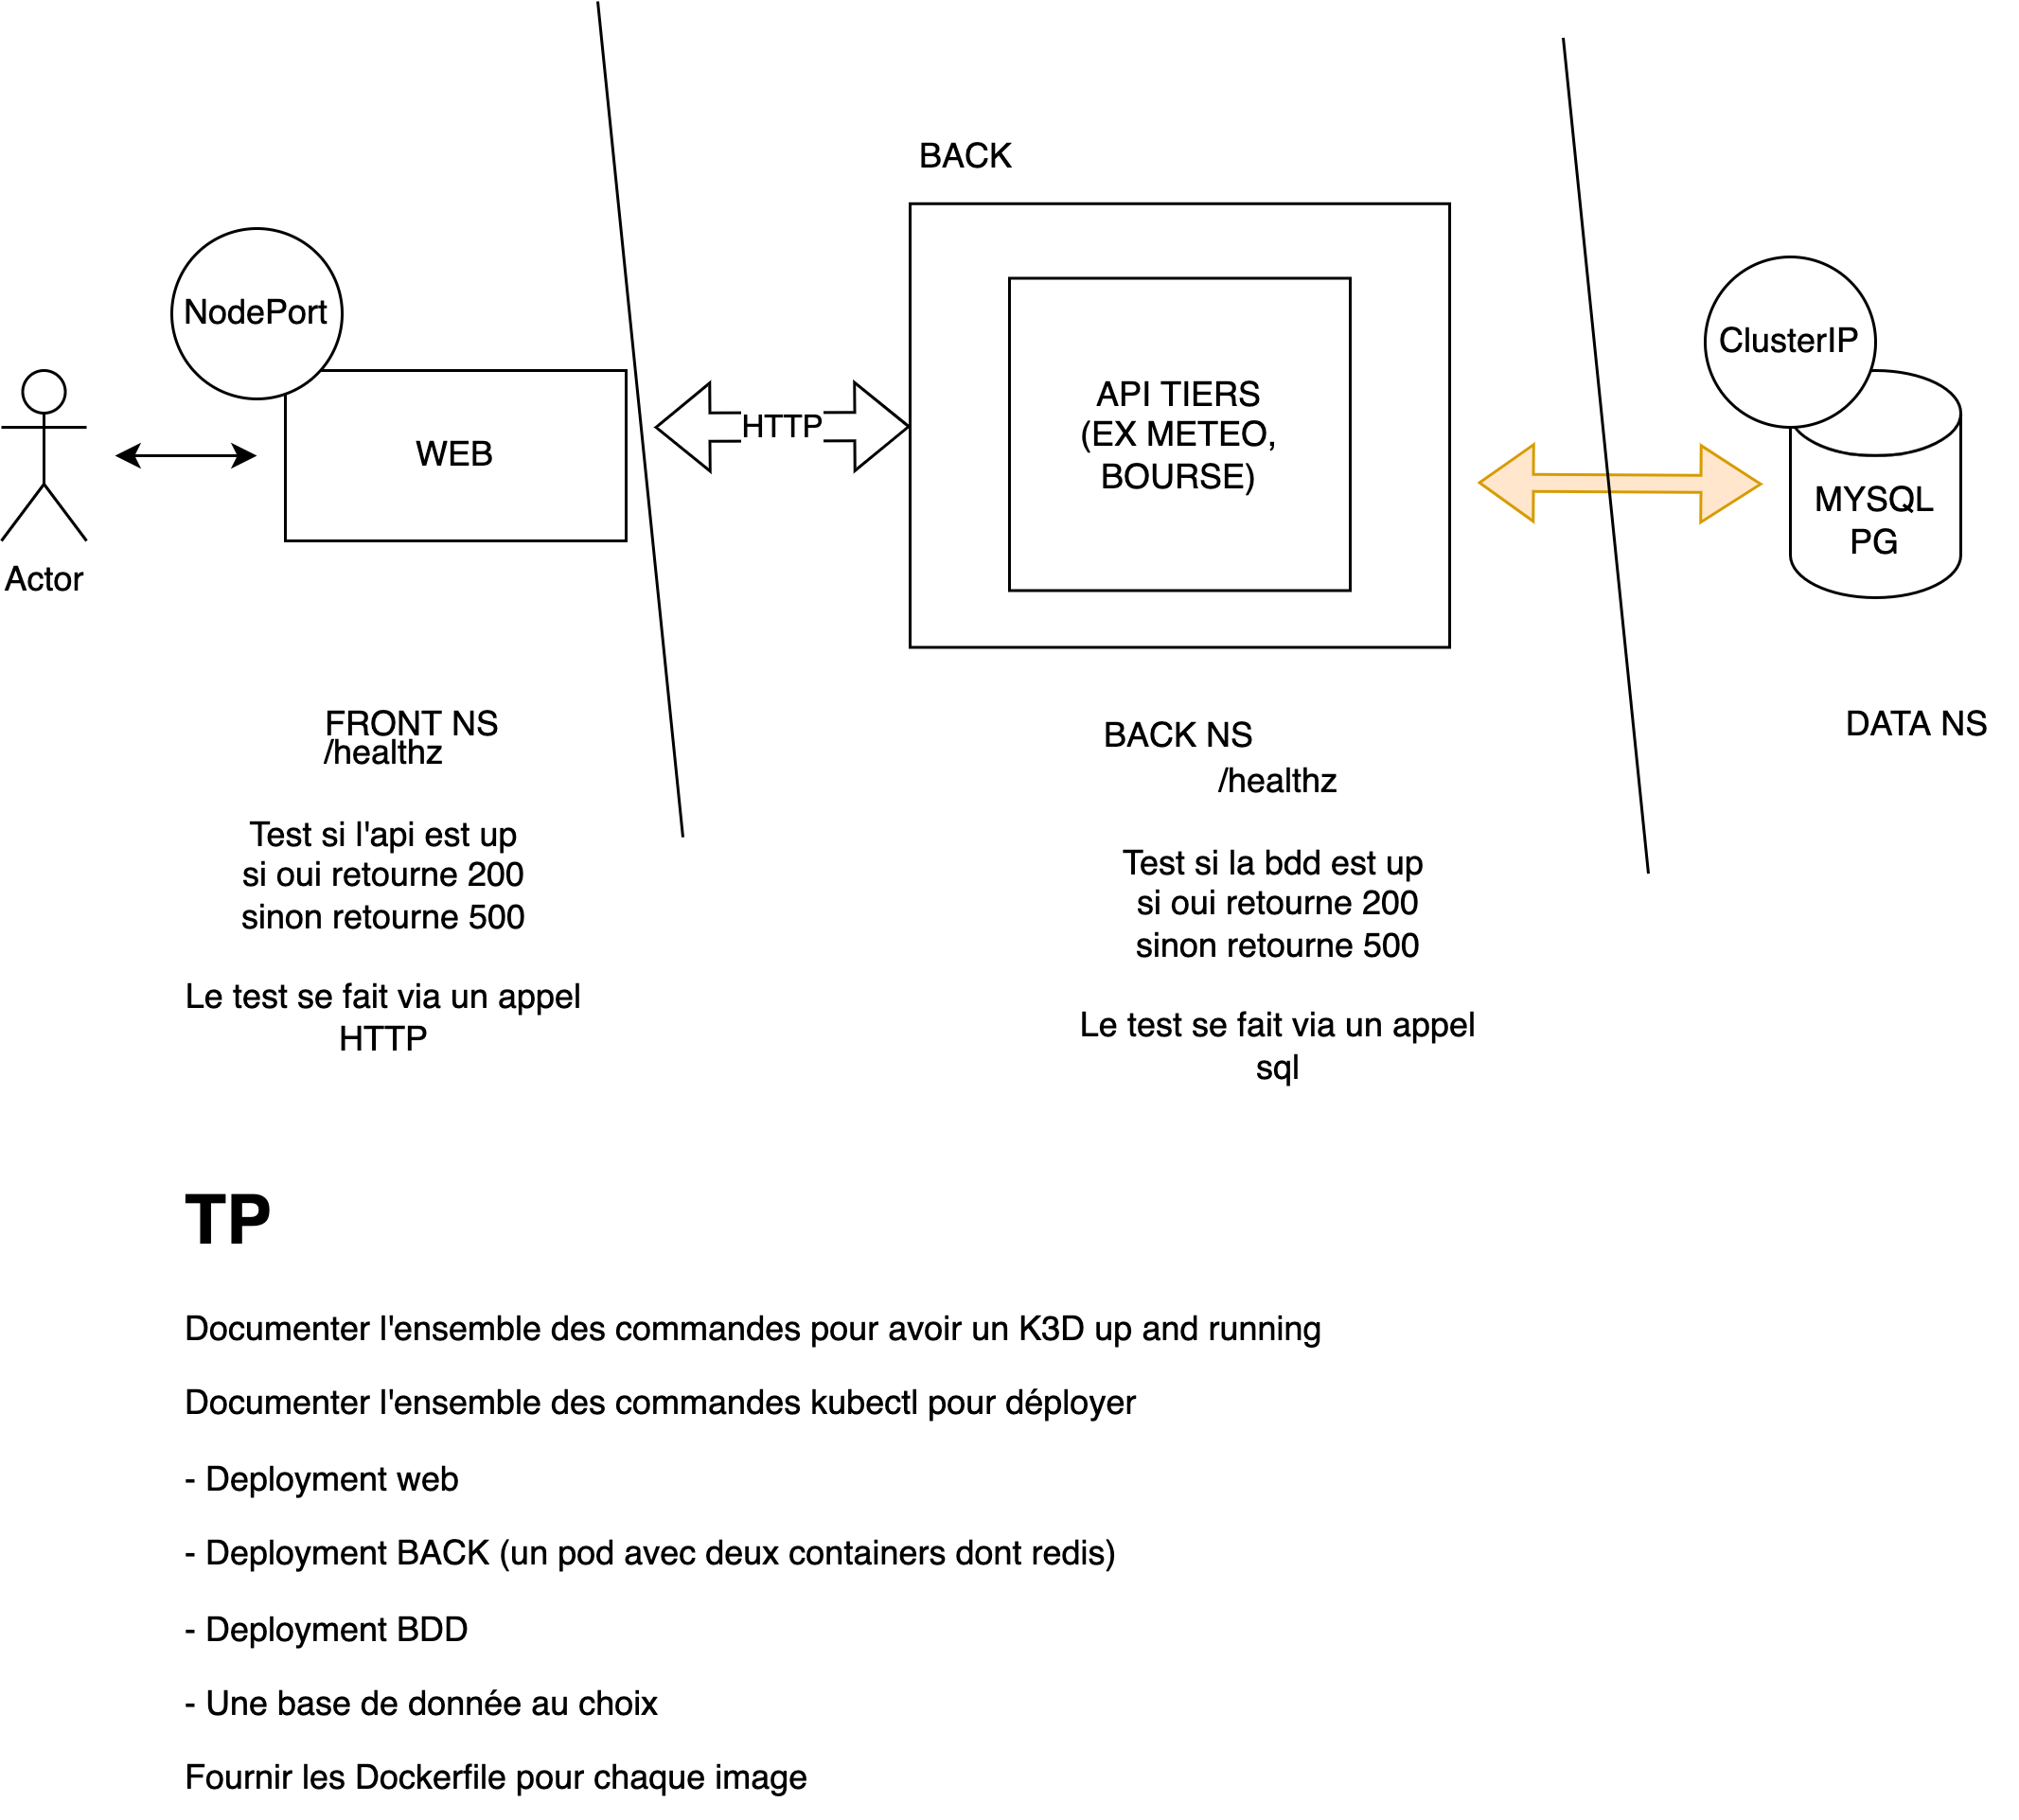 BACK
NodePort
ClusterIP
API TIERS
(EX METEO,
BOURSE)
HTTP
WEB
MYSQL
PG
Actor
FRONT NS
/healthz
Test si l'api est up
si oui retourne 200
sinon retourne 500
Le test se fait via un appel
HTTP
BACK NS
/healthz
Test si la bdd est up
si oui retourne 200
sinon retourne 500
Le test se fait via un appel
sql
DATA NS
TP
Documenter l'ensemble des commandes pour avoir un K3D up and running
Documenter l'ensemble des commandes kubectl pour déployer
- Deployment web
- Deployment BACK (un pod avec deux containers dont redis)
- Deployment BDD
- Une base de donnée au choix
Fournir les Dockerfile pour chaque image